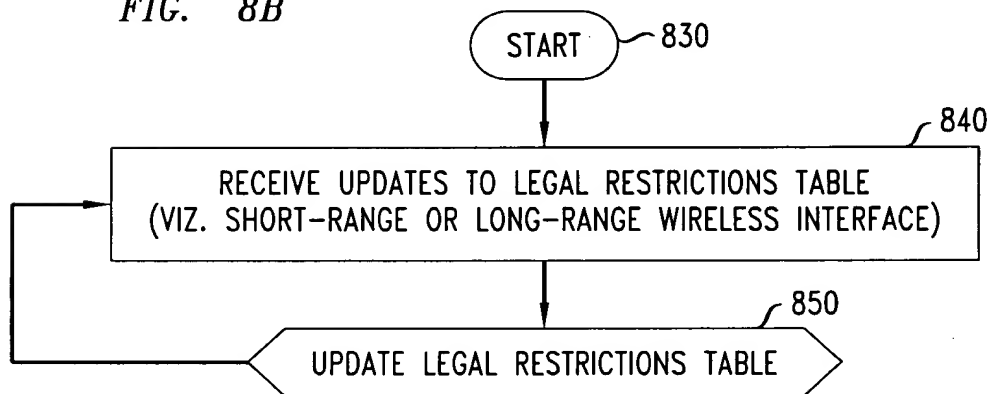 FIG. 8B
START
830
840
RECEIVE UPDATES TO LEGAL RESTRICTIONS TABLE
(VIZ. SHORT-RANGE OR LONG-RANGE WIRELESS INTERFACE)
850
UPDATE LEGAL RESTRICTIONS TABLE